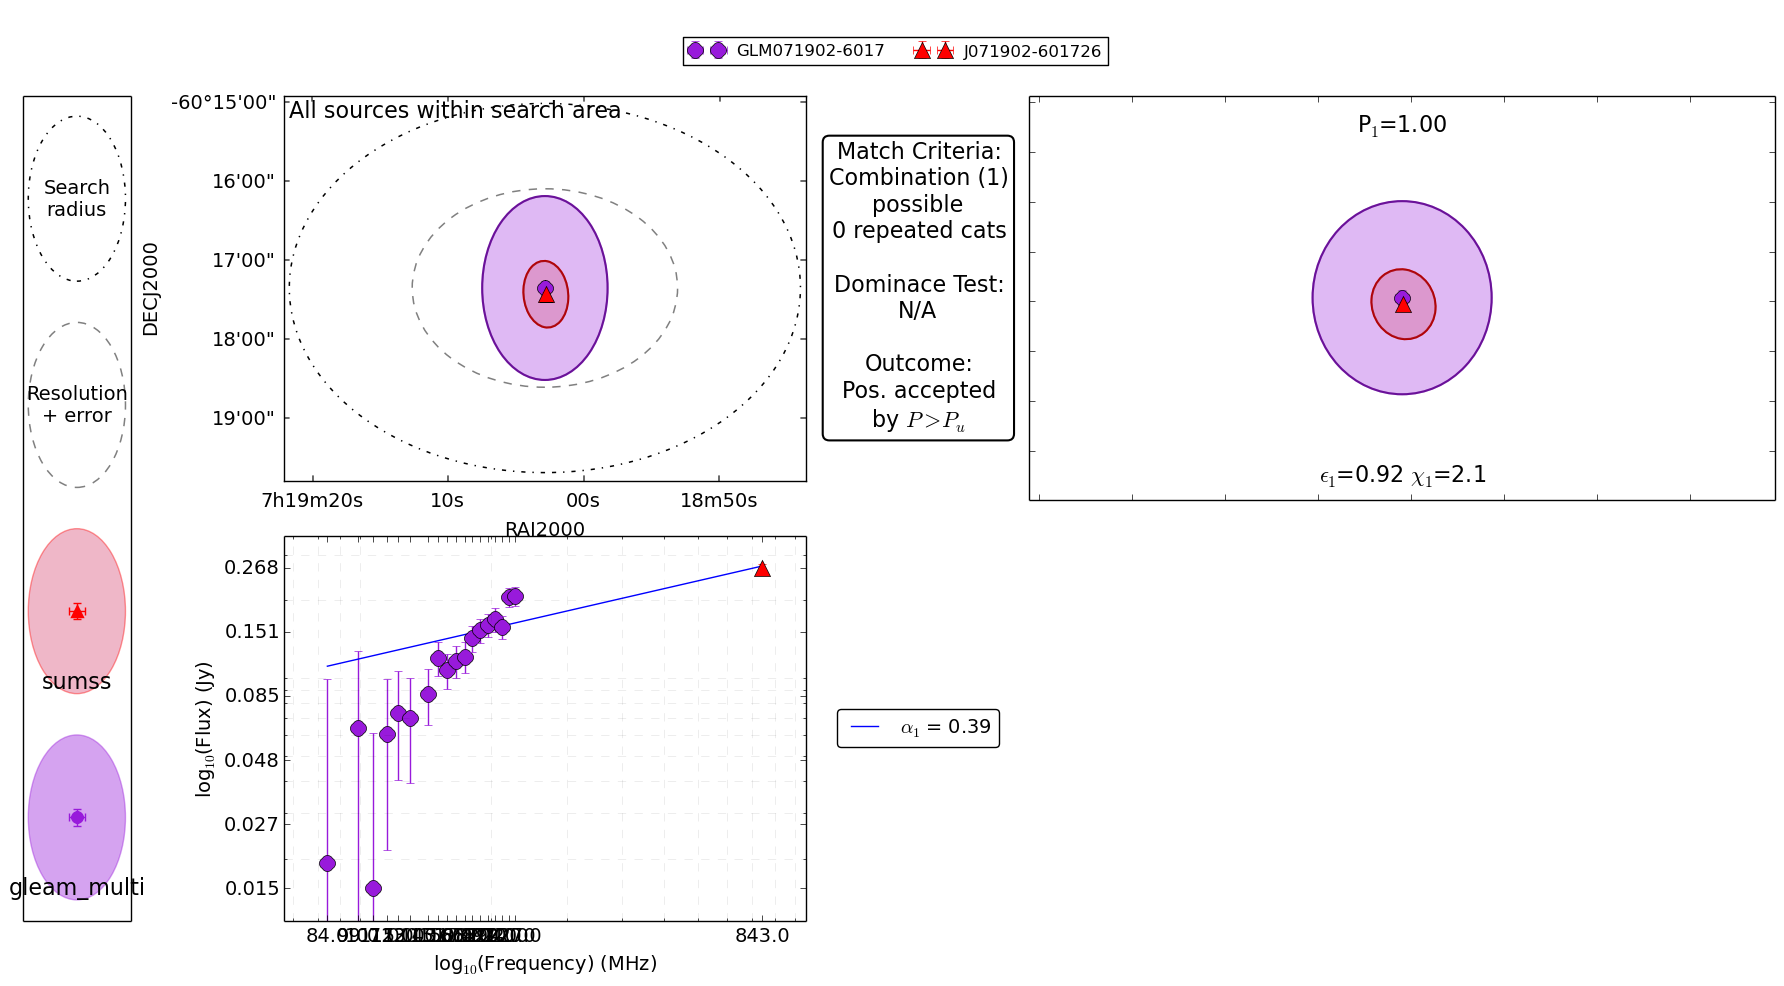 GLM071902-6017 J071902-601726
Search
radius
Resolution
+ error
sumss
gleam_multi
All sources within search area
DECJ2000
-60°15'00"
16'00"
17'00"
18'00"
19'00"
7h19m20s 10s 00s 18m50s
RAJ2000
Match Criteria:
Combination (1)
possible
0 repeated cats
Dominace Test:
N/A
Outcome:
Pos. accepted
by P>Pu
P1=1.00
ϵ1=0.92 χ1=2.1
log10(Flux) (Jy)
0.268
0.151
0.085
0.048
0.027
0.015
843.0
log10(Frequency) (MHz)
α1 = 0.39